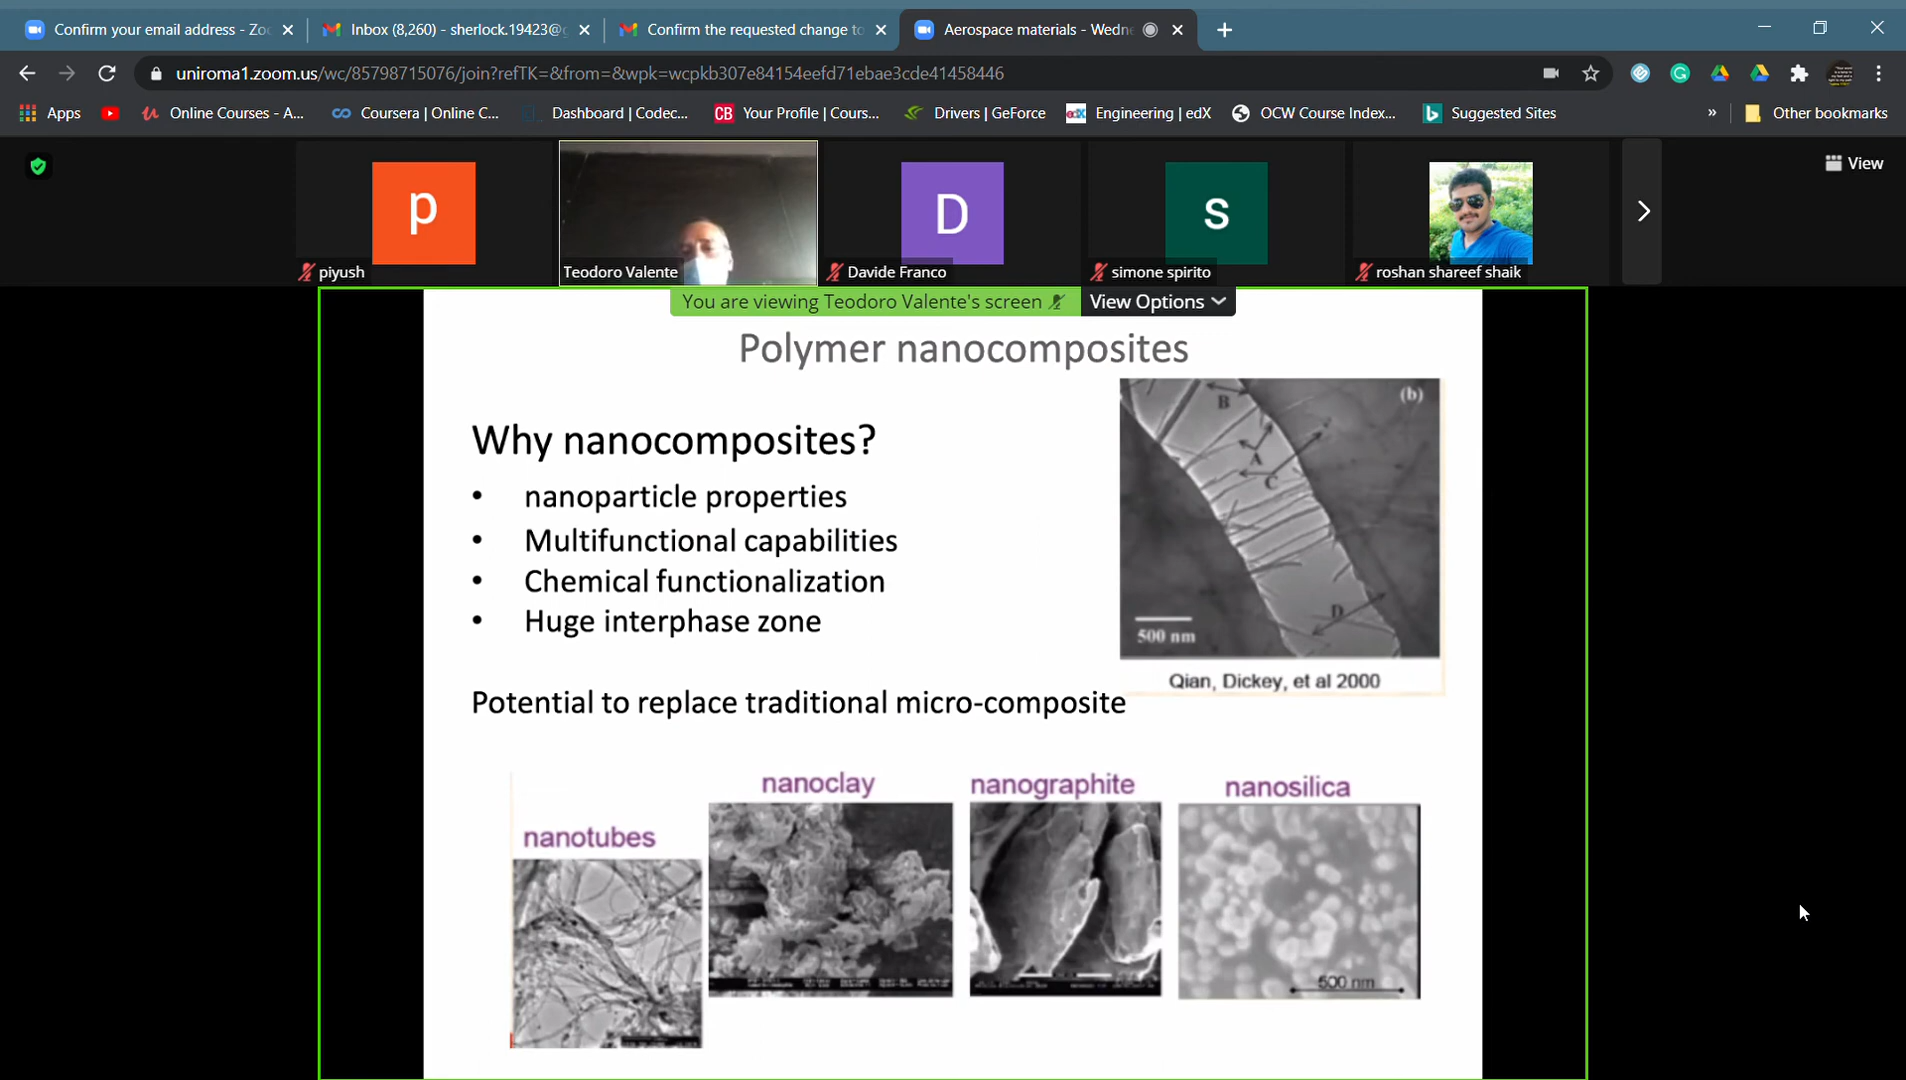 Confirm your email address - Zo
Inbox (8,260) - sherlock.19423@g
Confirm the requested change to
Aerospace materials - Wedne
uniroma1.zoom.us/wc/85798715076/join?refTK=&from=&wpk=wcpkb307e84154eefd71ebae3cde41458446
Apps
Online Courses - A...
Coursera | Online C...
Dashboard | Codec...
CB
Your Profile | Cours...
Drivers | GeForce
edX
Engineering | edX
OCW Course Index...
Suggested Sites
»
Other bookmarks
View
p
D
s
piyush
Teodoro Valente
Davide Franco
simone spirito
roshan shareef shaik
You are viewing Teodoro Valente's screen
View Options
Polymer nanocomposites
(b)
B
A
C
D
500 nm
Qian, Dickey, et al 2000
Why nanocomposites?
• nanoparticle properties
• Multifunctional capabilities
• Chemical functionalization
• Huge interphase zone
Potential to replace traditional micro-composite
nanotubes
nanoclay
nanographite
nanosilica
500 nm